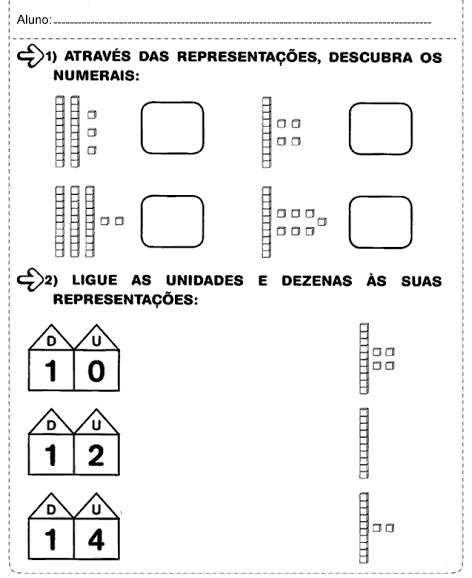 Aluno:
1) ATRAVÉS DAS REPRESENTAÇÕES, DESCUBRA OS
NUMERAIS:
2) LIGUE AS UNIDADES E DEZENAS ÀS SUAS
REPRESENTAÇÕES:
D U
1 0
D U
1 2
D U
1 4